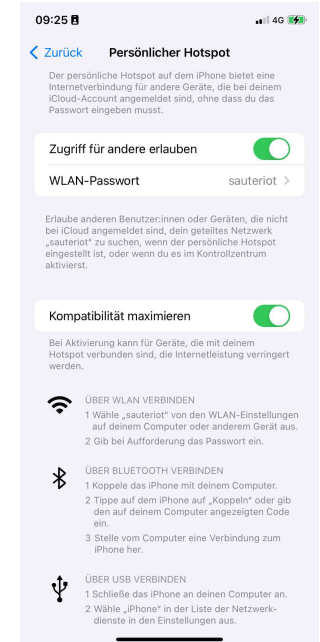 09:25
4G
Zurück
Persönlicher Hotspot
Der persönliche Hotspot auf dem iPhone bietet eine
Internetverbindung für andere Geräte, die bei deinem
iCloud-Account angemeldet sind, ohne dass du das
Passwort eingeben musst.
Zugriff für andere erlauben
WLAN-Passwort sauteriot
Erlaube anderen Benutzer:innen oder Geräten, die nicht
bei iCloud angemeldet sind, dein geteiltes Netzwerk
„sauteriot“ zu suchen, wenn der persönliche Hotspot
eingestellt ist, oder wenn du es im Kontrollzentrum
aktivierst.
Kompatibilität maximieren
Bei Aktivierung kann für Geräte, die mit deinem
Hotspot verbunden sind, die Internetleistung verringert
werden.
ÜBER WLAN VERBINDEN
1 Wähle „sauteriot“ von den WLAN-Einstellungen
auf deinem Computer oder anderem Gerät aus.
2 Gib bei Aufforderung das Passwort ein.
ÜBER BLUETOOTH VERBINDEN
1 Koppele das iPhone mit deinem Computer.
2 Tippe auf dem iPhone auf „Koppeln“ oder gib
den auf deinem Computer angezeigten Code
ein.
3 Stelle vom Computer eine Verbindung zum
iPhone her.
ÜBER USB VERBINDEN
1 Schließe das iPhone an deinen Computer an.
2 Wähle „iPhone“ in der Liste der Netzwerk-
dienste in den Einstellungen aus.